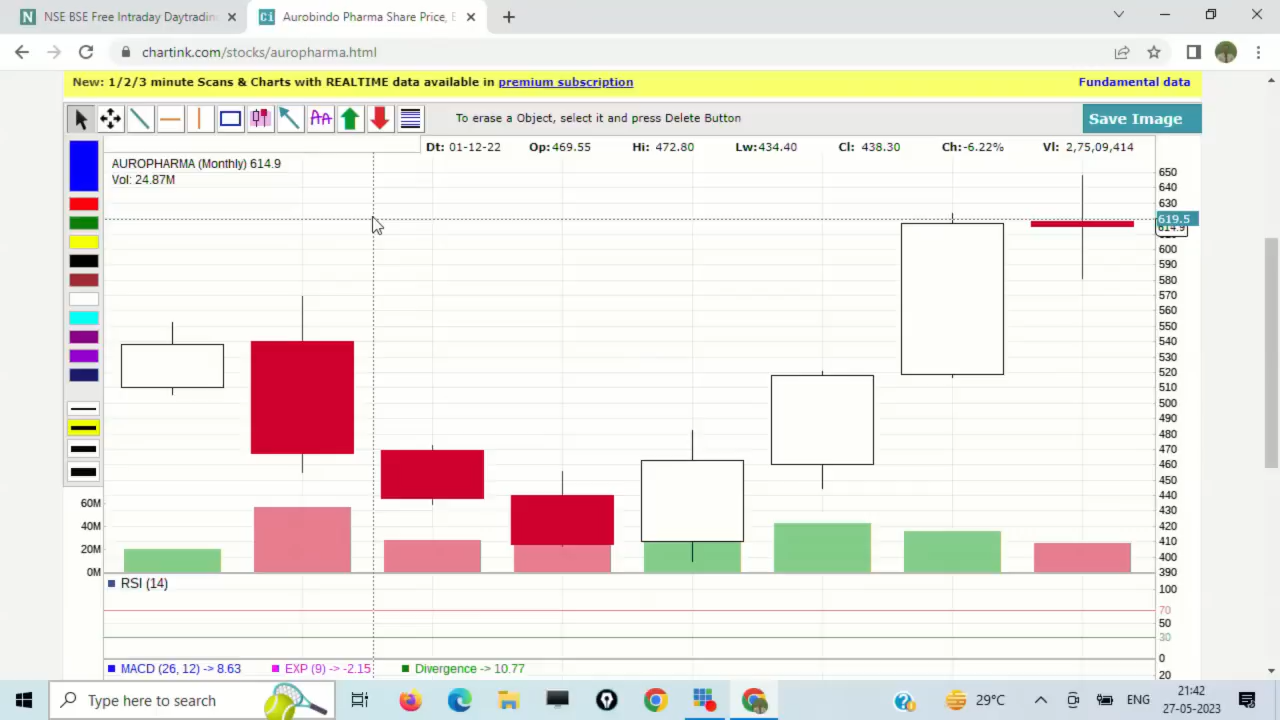 NSE BSE Free Intraday Daytradin
Aurobindo Pharma Share Price, E
chartink.com/stocks/auropharma.html
New: 1/2/3 minute Scans & Charts with REALTIME data available in premium subscription
Fundamental data
To erase a Object, select it and press Delete Button
Save Image
Dt: 01-12-22 Op:469.55 Hi: 472.80 Lw:434.40 Cl: 438.30 Ch:-6.22% Vl: 2,75,09,414
AUROPHARMA (Monthly) 614.9
Vol: 24.87M
650
640
630
619.5
614.9
600
590
580
570
560
550
540
530
520
510
500
490
480
470
460
450
440
430
420
410
400
390
60M
40M
20M
0M
RSI (14)
100
70
50
30
0
MACD (26, 12) -> 8.63 EXP (9) -> -2.15 Divergence -> 10.77
20
Type here to search
29°C
ENG
21:42
27-05-2023